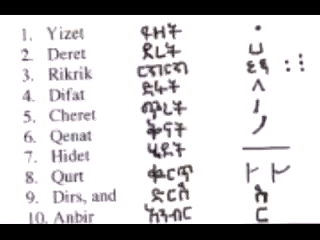 1. Yizet ይዘት •
2. Deret ደረት
3. Rikrik ርክርክ
4. Difat ድፋት
5. Cheret ጭረት
6. Qenat ቅናት
7. Hidet ሂደት
8. Qurt ቁርጥ
9. Dirs, and ድርስ ስ
10. Anbir አንብር ር